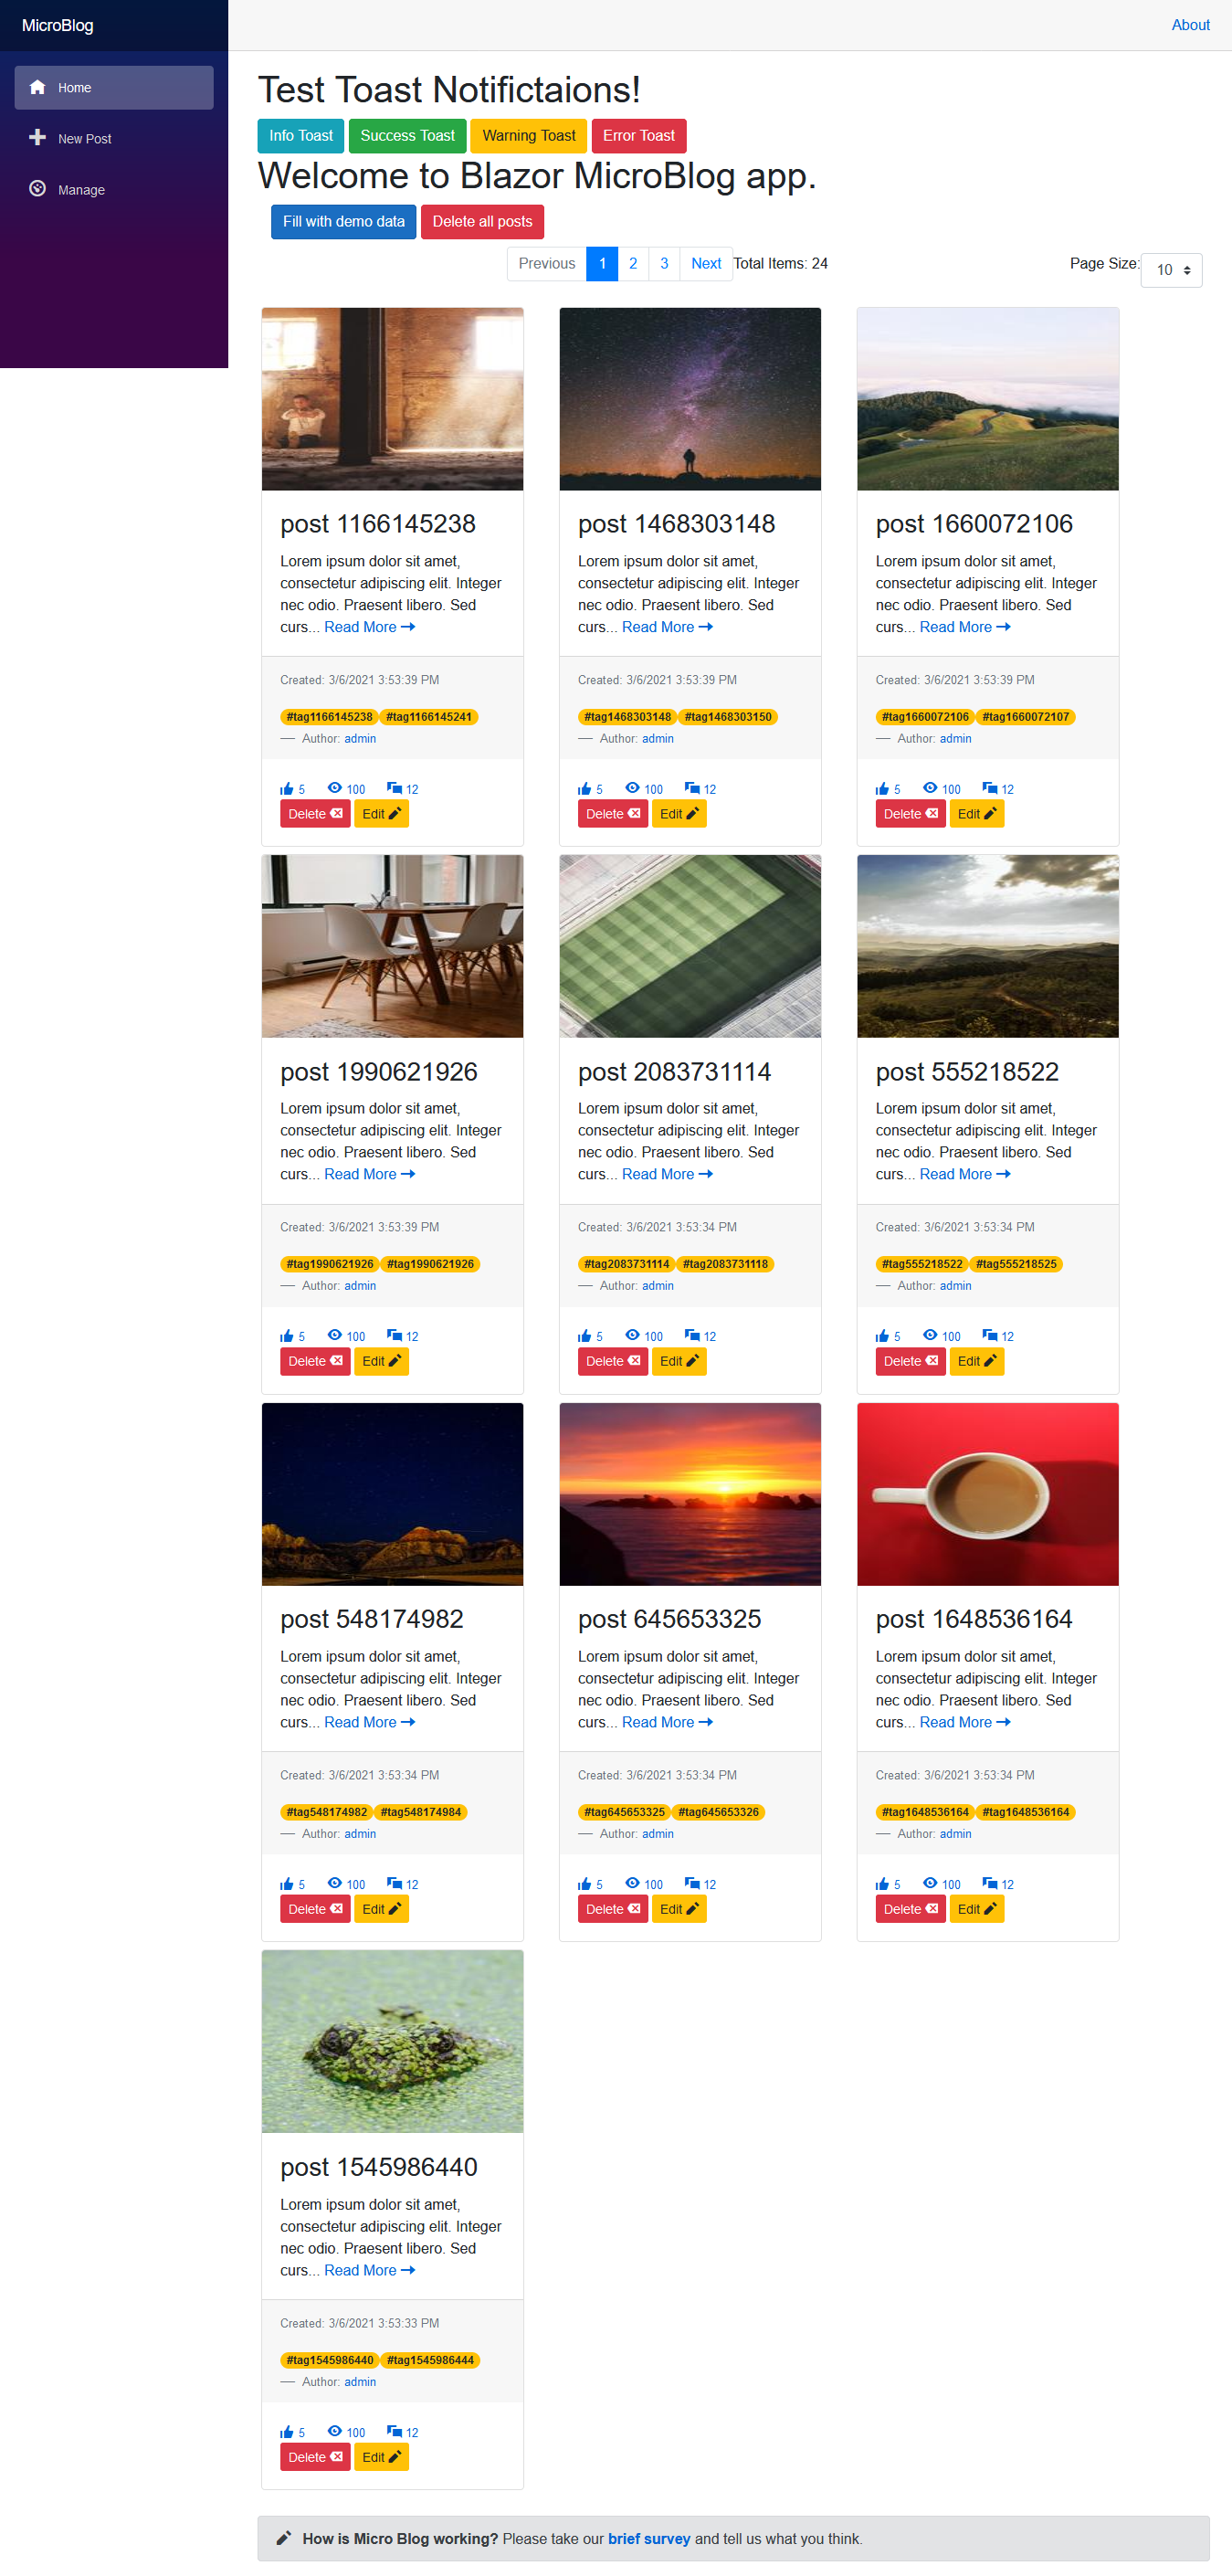 MicroBlog
About
Home
New Post
Manage
Test Toast Notifictaions!
Info Toast Success Toast Warning Toast Error Toast
Welcome to Blazor MicroBlog app.
Fill with demo data Delete all posts
Previous 1 2 3 Next Total Items: 24 Page Size: 10
post 1166145238
Lorem ipsum dolor sit amet,
consectetur adipiscing elit. Integer
nec odio. Praesent libero. Sed
curs... Read More
Created: 3/6/2021 3:53:39 PM
#tag1166145238 #tag1166145241
— Author: admin
5 100 12
Delete Edit
post 1468303148
Lorem ipsum dolor sit amet,
consectetur adipiscing elit. Integer
nec odio. Praesent libero. Sed
curs... Read More
Created: 3/6/2021 3:53:39 PM
#tag1468303148 #tag1468303150
— Author: admin
5 100 12
Delete Edit
post 1660072106
Lorem ipsum dolor sit amet,
consectetur adipiscing elit. Integer
nec odio. Praesent libero. Sed
curs... Read More
Created: 3/6/2021 3:53:39 PM
#tag1660072106 #tag1660072107
— Author: admin
5 100 12
Delete Edit
post 1990621926
Lorem ipsum dolor sit amet,
consectetur adipiscing elit. Integer
nec odio. Praesent libero. Sed
curs... Read More
Created: 3/6/2021 3:53:39 PM
#tag1990621926 #tag1990621926
— Author: admin
5 100 12
Delete Edit
post 2083731114
Lorem ipsum dolor sit amet,
consectetur adipiscing elit. Integer
nec odio. Praesent libero. Sed
curs... Read More
Created: 3/6/2021 3:53:34 PM
#tag2083731114 #tag2083731118
— Author: admin
5 100 12
Delete Edit
post 555218522
Lorem ipsum dolor sit amet,
consectetur adipiscing elit. Integer
nec odio. Praesent libero. Sed
curs... Read More
Created: 3/6/2021 3:53:34 PM
#tag555218522 #tag555218525
— Author: admin
5 100 12
Delete Edit
post 548174982
Lorem ipsum dolor sit amet,
consectetur adipiscing elit. Integer
nec odio. Praesent libero. Sed
curs... Read More
Created: 3/6/2021 3:53:34 PM
#tag548174982 #tag548174984
— Author: admin
5 100 12
Delete Edit
post 645653325
Lorem ipsum dolor sit amet,
consectetur adipiscing elit. Integer
nec odio. Praesent libero. Sed
curs... Read More
Created: 3/6/2021 3:53:34 PM
#tag645653325 #tag645653326
— Author: admin
5 100 12
Delete Edit
post 1648536164
Lorem ipsum dolor sit amet,
consectetur adipiscing elit. Integer
nec odio. Praesent libero. Sed
curs... Read More
Created: 3/6/2021 3:53:34 PM
#tag1648536164 #tag1648536164
— Author: admin
5 100 12
Delete Edit
post 1545986440
Lorem ipsum dolor sit amet,
consectetur adipiscing elit. Integer
nec odio. Praesent libero. Sed
curs... Read More
Created: 3/6/2021 3:53:33 PM
#tag1545986440 #tag1545986444
— Author: admin
5 100 12
Delete Edit
How is Micro Blog working? Please take our brief survey and tell us what you think.